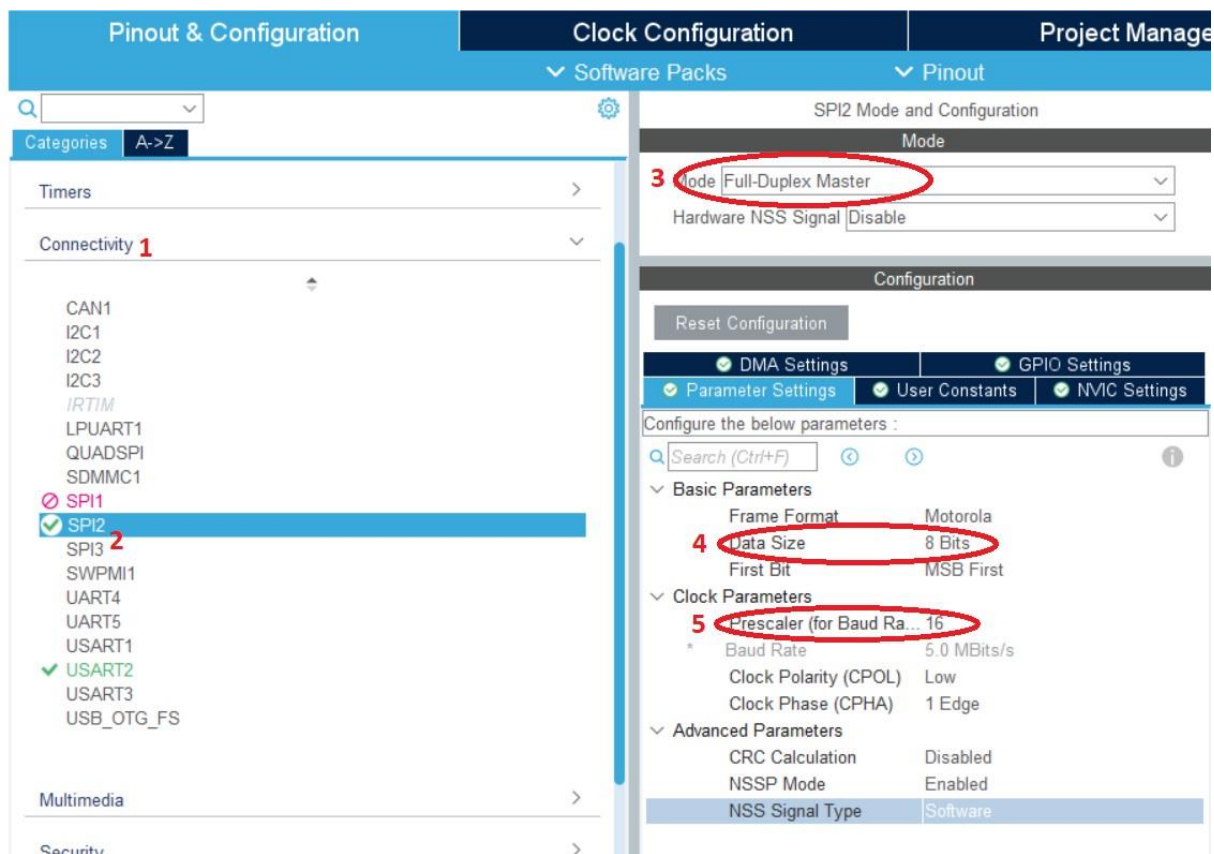 Pinout & Configuration
Clock Configuration
Project Manage
Software Packs
Pinout
Categories
A->Z
Timers
Connectivity 1
CAN1
I2C1
I2C2
I2C3
IRTIM
LPUART1
QUADSPI
SDMMC1
SPI1
SPI2
2
SPI3
SWPMI1
UART4
UART5
USART1
USART2
USART3
USB_OTG_FS
Multimedia
Security
SPI2 Mode and Configuration
Mode
3 Mode Full-Duplex Master
Hardware NSS Signal Disable
Configuration
Reset Configuration
DMA Settings
GPIO Settings
Parameter Settings
User Constants
NVIC Settings
Configure the below parameters :
Search (Ctrl+F)
Basic Parameters
Frame Format Motorola
4 Data Size 8 Bits
First Bit MSB First
Clock Parameters
5 Prescaler (for Baud Ra... 16
* Baud Rate 5.0 MBits/s
Clock Polarity (CPOL) Low
Clock Phase (CPHA) 1 Edge
Advanced Parameters
CRC Calculation Disabled
NSSP Mode Enabled
NSS Signal Type Software